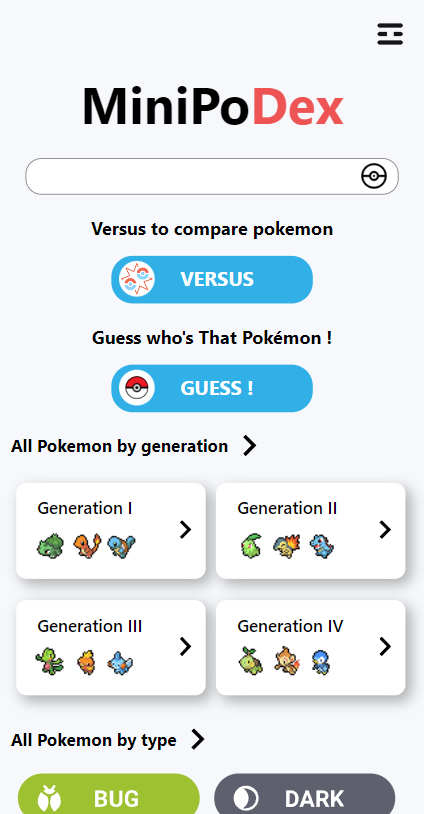 MiniPoDex
Versus to compare pokemon
VERSUS
Guess who's That Pokémon !
GUESS !
All Pokemon by generation
Generation I
Generation II
Generation III
Generation IV
All Pokemon by type
BUG
DARK